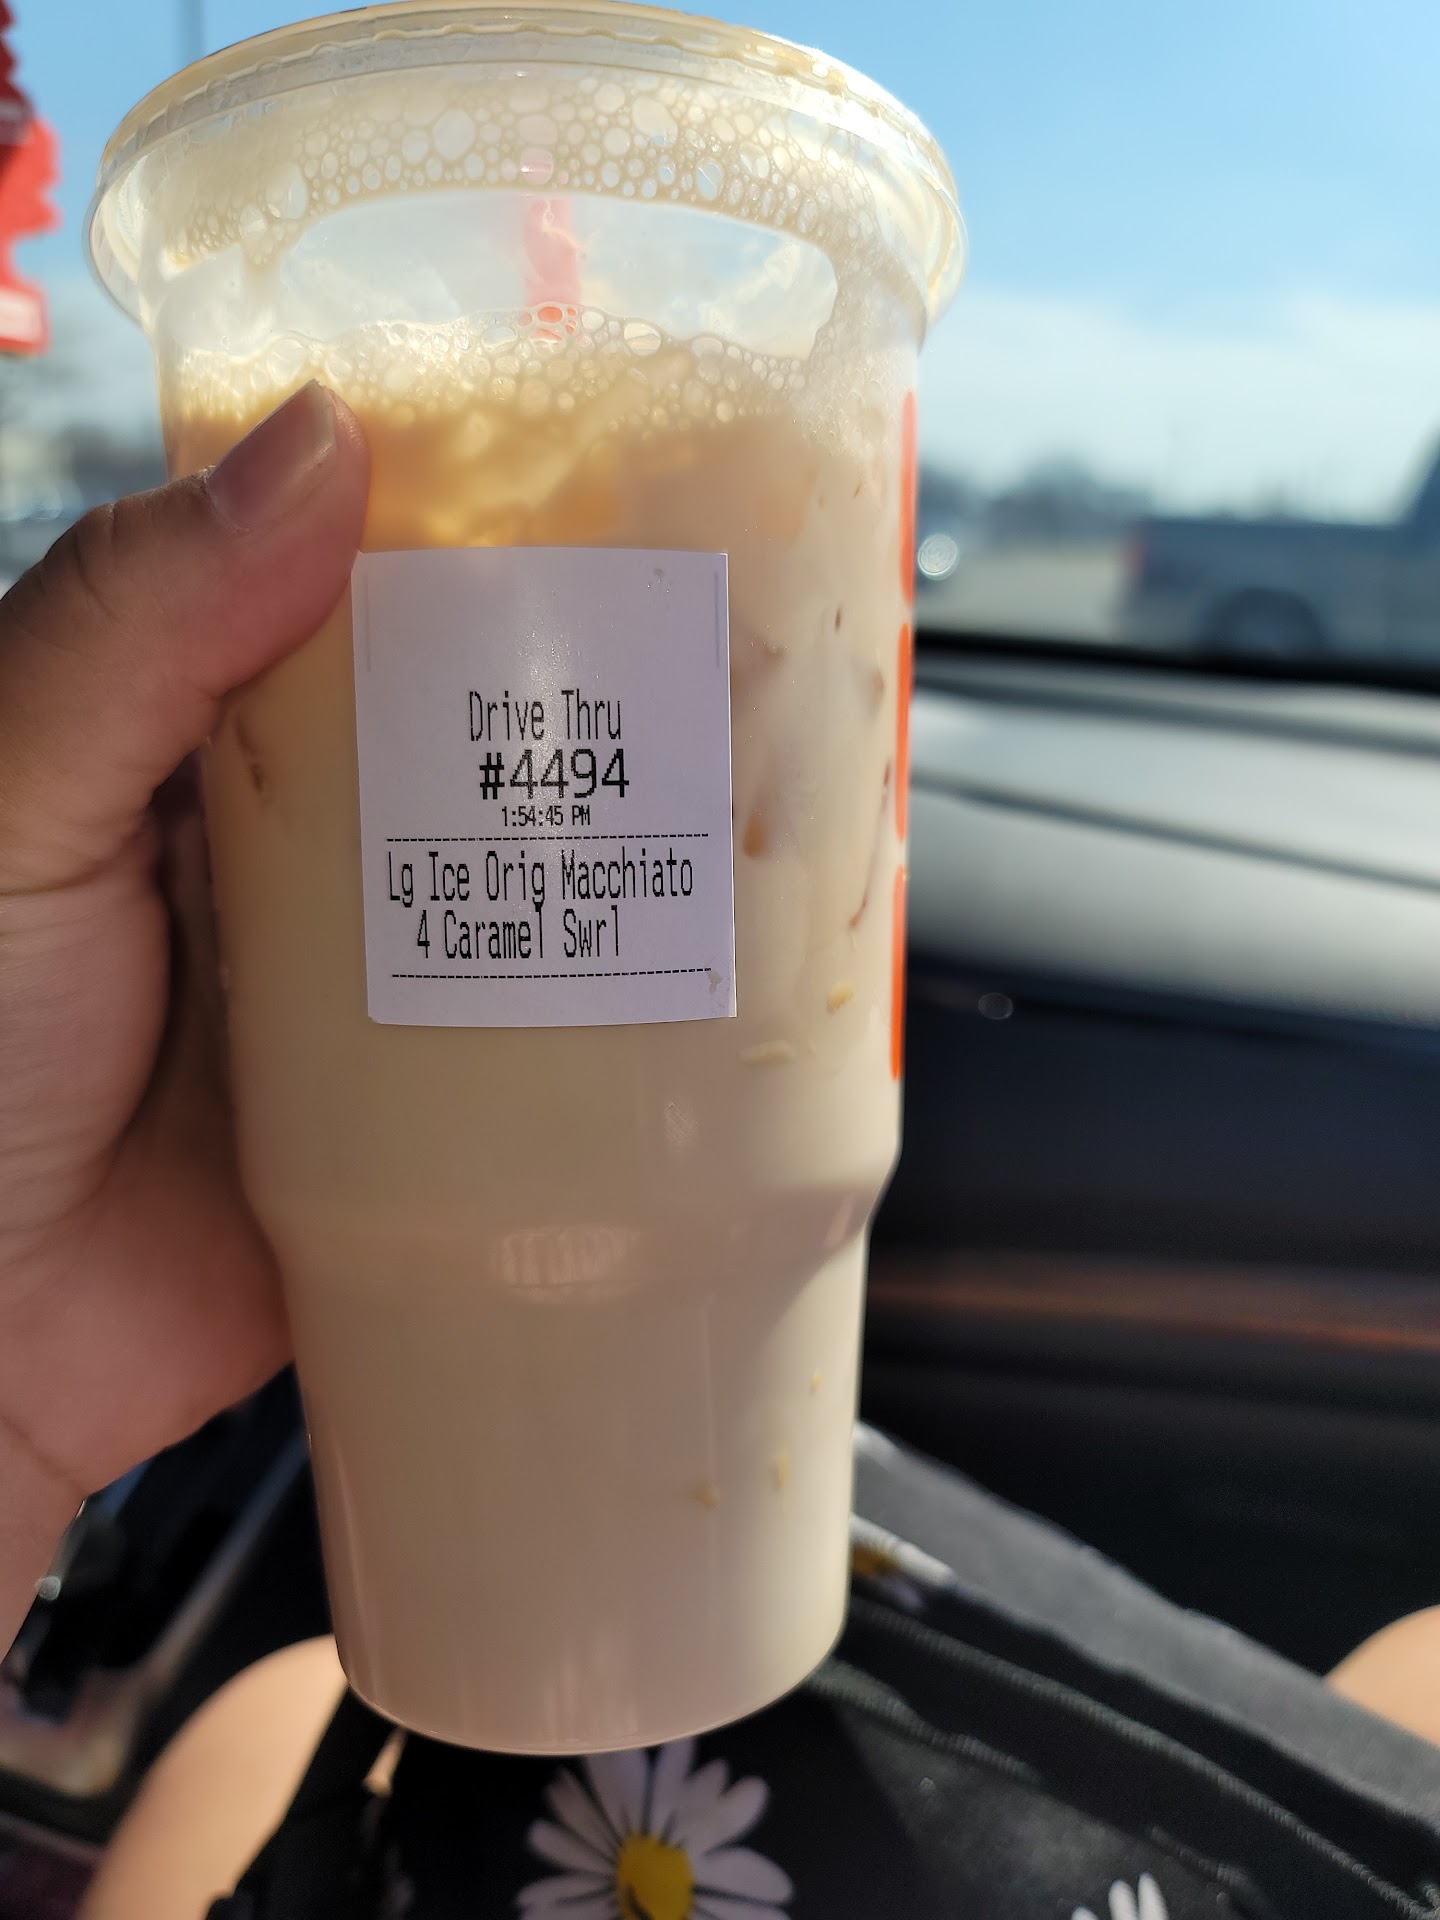 Drive Thru
#4494
1:54:45 PM
Lg Ice Orig Macchiato
4 Caramel Swrl